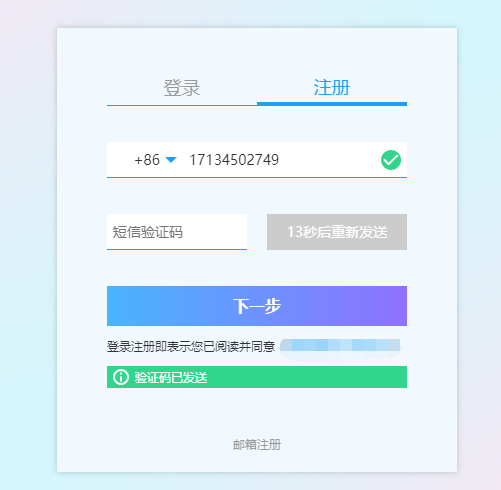 登录 注册
+86 17134502749
短信验证码 13秒后重新发送
下一步
登录注册即表示您已阅读并同意
验证码已发送
邮箱注册